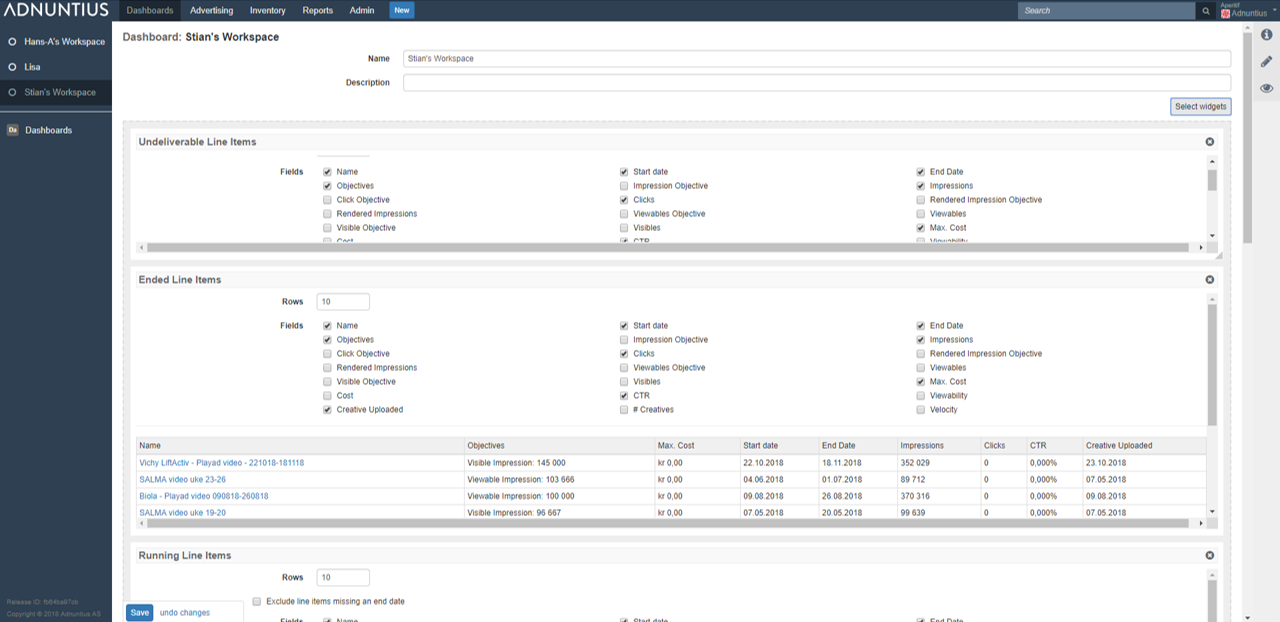 ADNUNTIUS Dashboards Advertising Inventory Reports Admin New Search Aperitif Adnuntius
Hans-A's Workspace
Lisa
Stian's Workspace
Da Dashboards
Dashboard: Stian's Workspace
Name Stian's Workspace
Description
Select widgets
Undeliverable Line Items
Fields Name Start date End Date
Objectives Impression Objective Impressions
Click Objective Clicks Rendered Impression Objective
Rendered Impressions Viewables Objective Viewables
Visible Objective Visibles Max. Cost
Cost CTR Viewability
Ended Line Items
Rows 10
Fields Name Start date End Date
Objectives Impression Objective Impressions
Click Objective Clicks Rendered Impression Objective
Rendered Impressions Viewables Objective Viewables
Visible Objective Visibles Max. Cost
Cost CTR Viewability
Creative Uploaded # Creatives Velocity
Name Objectives Max. Cost Start date End Date Impressions Clicks CTR Creative Uploaded
Vichy LiftActiv - Playad video - 221018-181118 Visible Impression: 145 000 kr 0,00 22.10.2018 18.11.2018 352 029 0 0,000% 23.10.2018
SALMA video uke 23-26 Viewable Impression: 103 666 kr 0,00 04.06.2018 01.07.2018 89 712 0 0,000% 07.05.2018
Biola - Playad video 090818-260818 Viewable Impression: 100 000 kr 0,00 09.08.2018 26.08.2018 370 316 0 0,000% 09.08.2018
SALMA video uke 19-20 Visible Impression: 96 667 kr 0,00 07.05.2018 20.05.2018 99 639 0 0,000% 07.05.2018
Running Line Items
Rows 10
Exclude line items missing an end date
Fields Name Start date End Date
Save undo changes
Release ID:
Copyright © 2018 Adnuntius AS